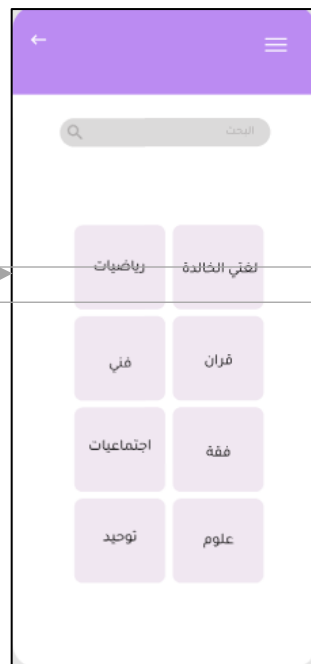 البحث
لغتي الخالدة رياضيات
قران فني
فقة اجتماعيات
علوم توحيد